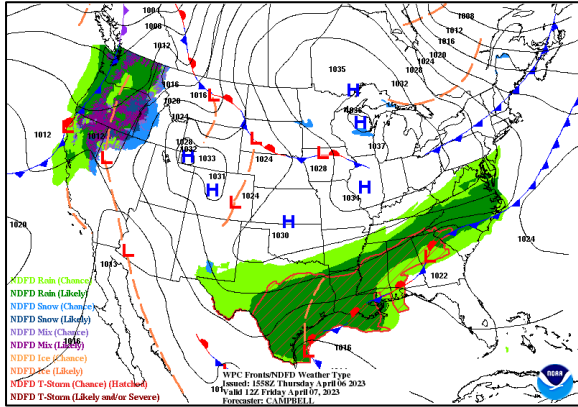 1004
1008
1012
1016
1020
1024
1008
1012
1016
1020
1024
1028
1032
1035
H
1036
H
1037
L
1016
L
1024
L
1028
L
1012
L
1012
1028
1032
H
1033
1031
H
L
1024
H
1034
H
1030
1020
L
1013
L
1022
1024
NDFD Rain (Chance)
NDFD Rain (Likely)
NDFD Snow (Chance)
NDFD Snow (Likely)
NDFD Mix (Chance)
NDFD Mix (Likely)
NDFD Ice (Chance)
NDFD Ice (Likely)
NDFD T-Storm (Chance) (Hatched)
NDFD T-Storm (Likely and/or Severe)
1016
L
1016
WPC Fronts/NDFD Weather Type
Issued: 1558Z Thursday April 06 2023
Valid 12Z Friday April 07, 2023
Forecaster: CAMPBELL
NOAA